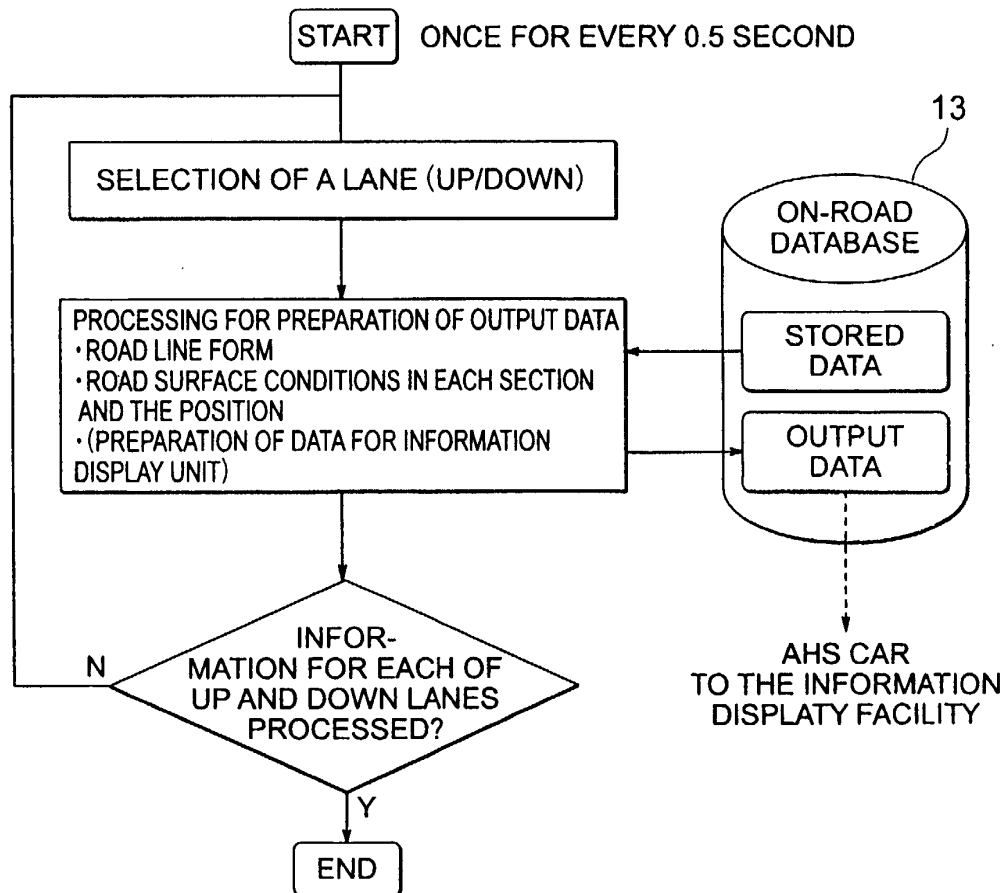 START ONCE FOR EVERY 0.5 SECOND
SELECTION OF A LANE (UP/DOWN)
13
ON-ROAD
DATABASE
PROCESSING FOR PREPARATION OF OUTPUT DATA
・ROAD LINE FORM
・ROAD SURFACE CONDITIONS IN EACH SECTION
AND THE POSITION
・(PREPARATION OF DATA FOR INFORMATION
DISPLAY UNIT)
STORED
DATA
OUTPUT
DATA
INFOR-
MATION FOR EACH OF
UP AND DOWN LANES
PROCESSED?
N
Y
AHS CAR
TO THE INFORMATION
DISPLATY FACILITY
END